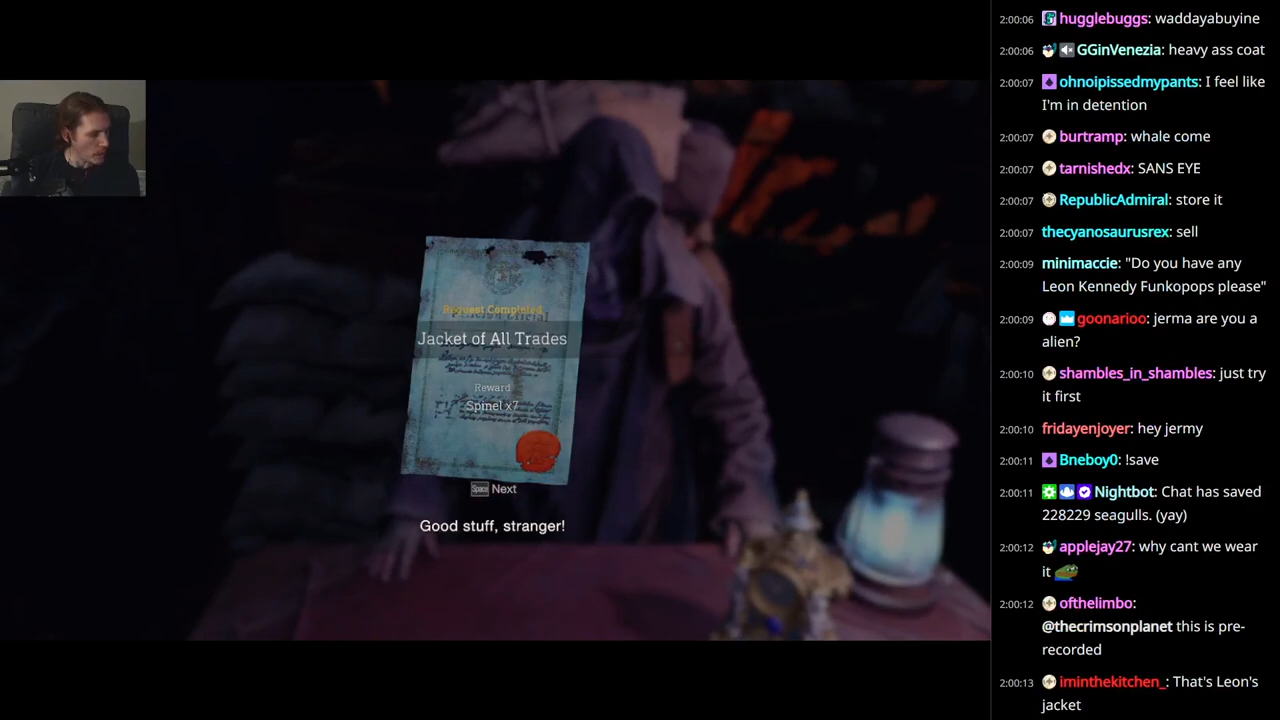 Request Completed
Jacket of All Trades
Reward
Spinel x7
Space Next
Good stuff, stranger!
2:00:06 hugglebuggs: waddayabuyine
2:00:06 GGinVenezia: heavy ass coat
2:00:07 ohnoipissedmypants: I feel like
I'm in detention
2:00:07 burtramp: whale come
2:00:07 tarnishedx: SANS EYE
2:00:07 RepublicAdmiral: store it
2:00:07 thecyanosaurusrex: sell
2:00:09 minimaccie: "Do you have any
Leon Kennedy Funkopops please"
2:00:09 goonarioo: jerma are you a
alien?
2:00:10 shambles_in_shambles: just try
it first
2:00:10 fridayenjoyer: hey jermy
2:00:11 Bneboy0: !save
2:00:11 Nightbot: Chat has saved
228229 seagulls. (yay)
2:00:12 applejay27: why cant we wear
it
2:00:12 ofthelimbo:
@thecrimsonplanet this is pre-
recorded
2:00:13 iminthekitchen_: That's Leon's
jacket